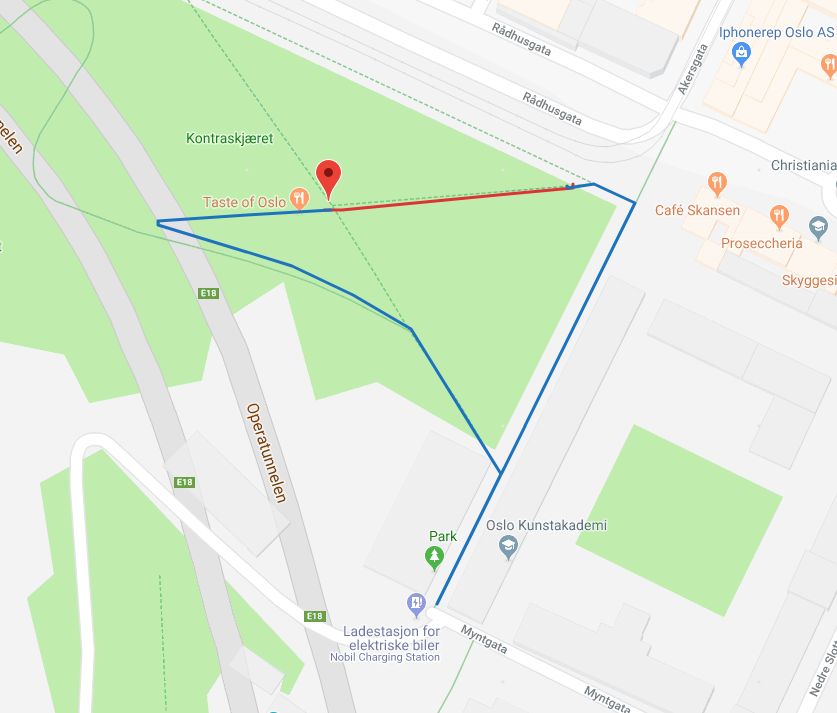 Rådhusgata
Iphonerep Oslo AS
Akersgata
Rådhusgata
nelen
Kontraskjæret
Christiania
Taste of Oslo
Café Skansen
Proseccheria
Skyggesi
E18
Operatunnelen
E18
Oslo Kunstakademi
Park
E18
Ladestasjon for
elektriske biler
Nobil Charging Station
Myntgata
Myntgata
Nedre Slott